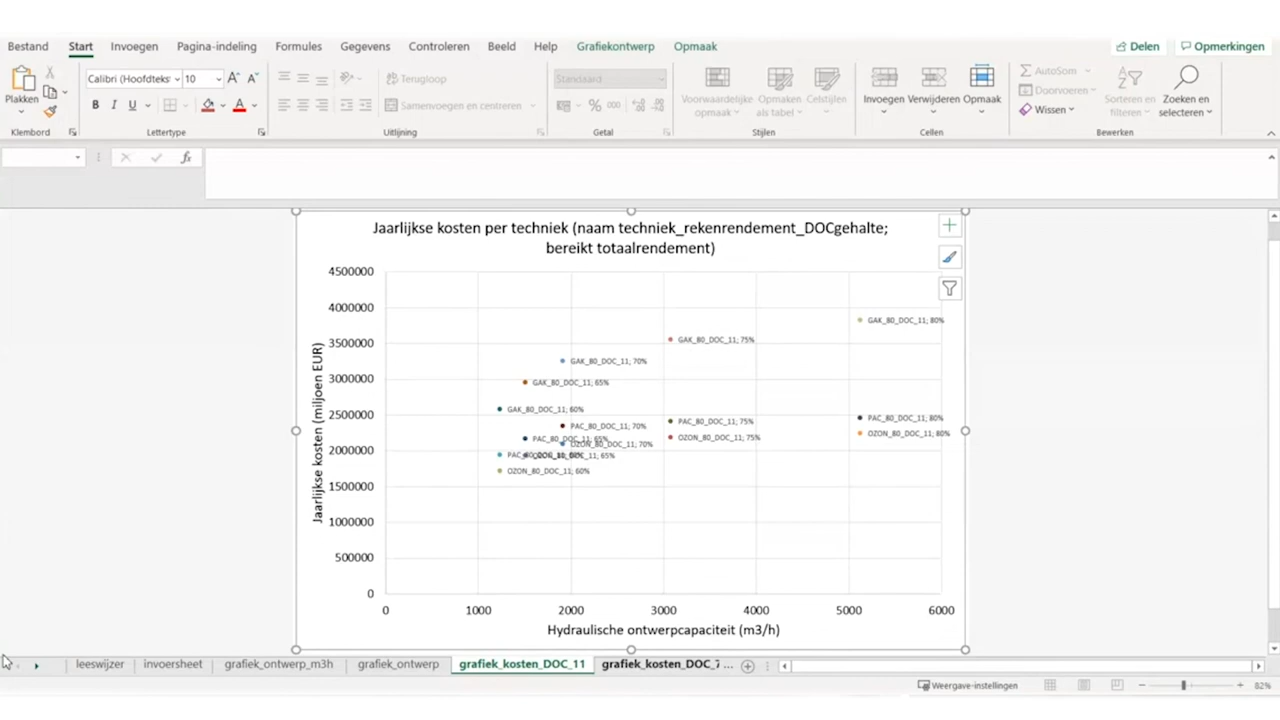 Bestand Start Invoegen Pagina-indeling Formules Gegevens Controleren Beeld Help Grafiekontwerp Opmaak Delen Opmerkingen
Calibri (Hoofdteks 10 A A Terugloop Standaard AutoSom
Plakken B I U A Samenvoegen en centreren % 000 Voorwaardelijke opmaak Opmaken als tabel Celstijlen Invoegen Verwijderen Opmaak Doorvoeren Wissen Sorteren en filteren Zoeken en selecteren
Klembord Lettertype Uitlijning Getal Stijlen Cellen Bewerken
fx
Jaarlijkse kosten per techniek (naam techniek_rekenrendement_DOCgehalte;
bereikt totaalrendement)
Jaarlijkse kosten (miljoen EUR)
4500000
4000000
3500000
3000000
2500000
2000000
1500000
1000000
500000
0
GAK_80_DOC_11; 80%
GAK_80_DOC_11; 75%
GAK_80_DOC_11; 70%
GAK_80_DOC_11; 65%
GAK_80_DOC_11; 60%
PAC_80_DOC_11; 80%
PAC_80_DOC_11; 75%
PAC_80_DOC_11; 70%
OZON_80_DOC_11; 80%
OZON_80_DOC_11; 75%
PAC_80_DOC_11; 65%
OZON_80_DOC_11; 70%
OZON_80_DOC_11; 60%
0 1000 2000 3000 4000 5000 6000
Hydraulische ontwerpcapaciteit (m3/h)
leeswijzer invoersheet grafiek_ontwerp_m3h grafiek_ontwerp grafiek_kosten_DOC_11 grafiek_kosten_DOC_7 ...
Weergave-instellingen 82%